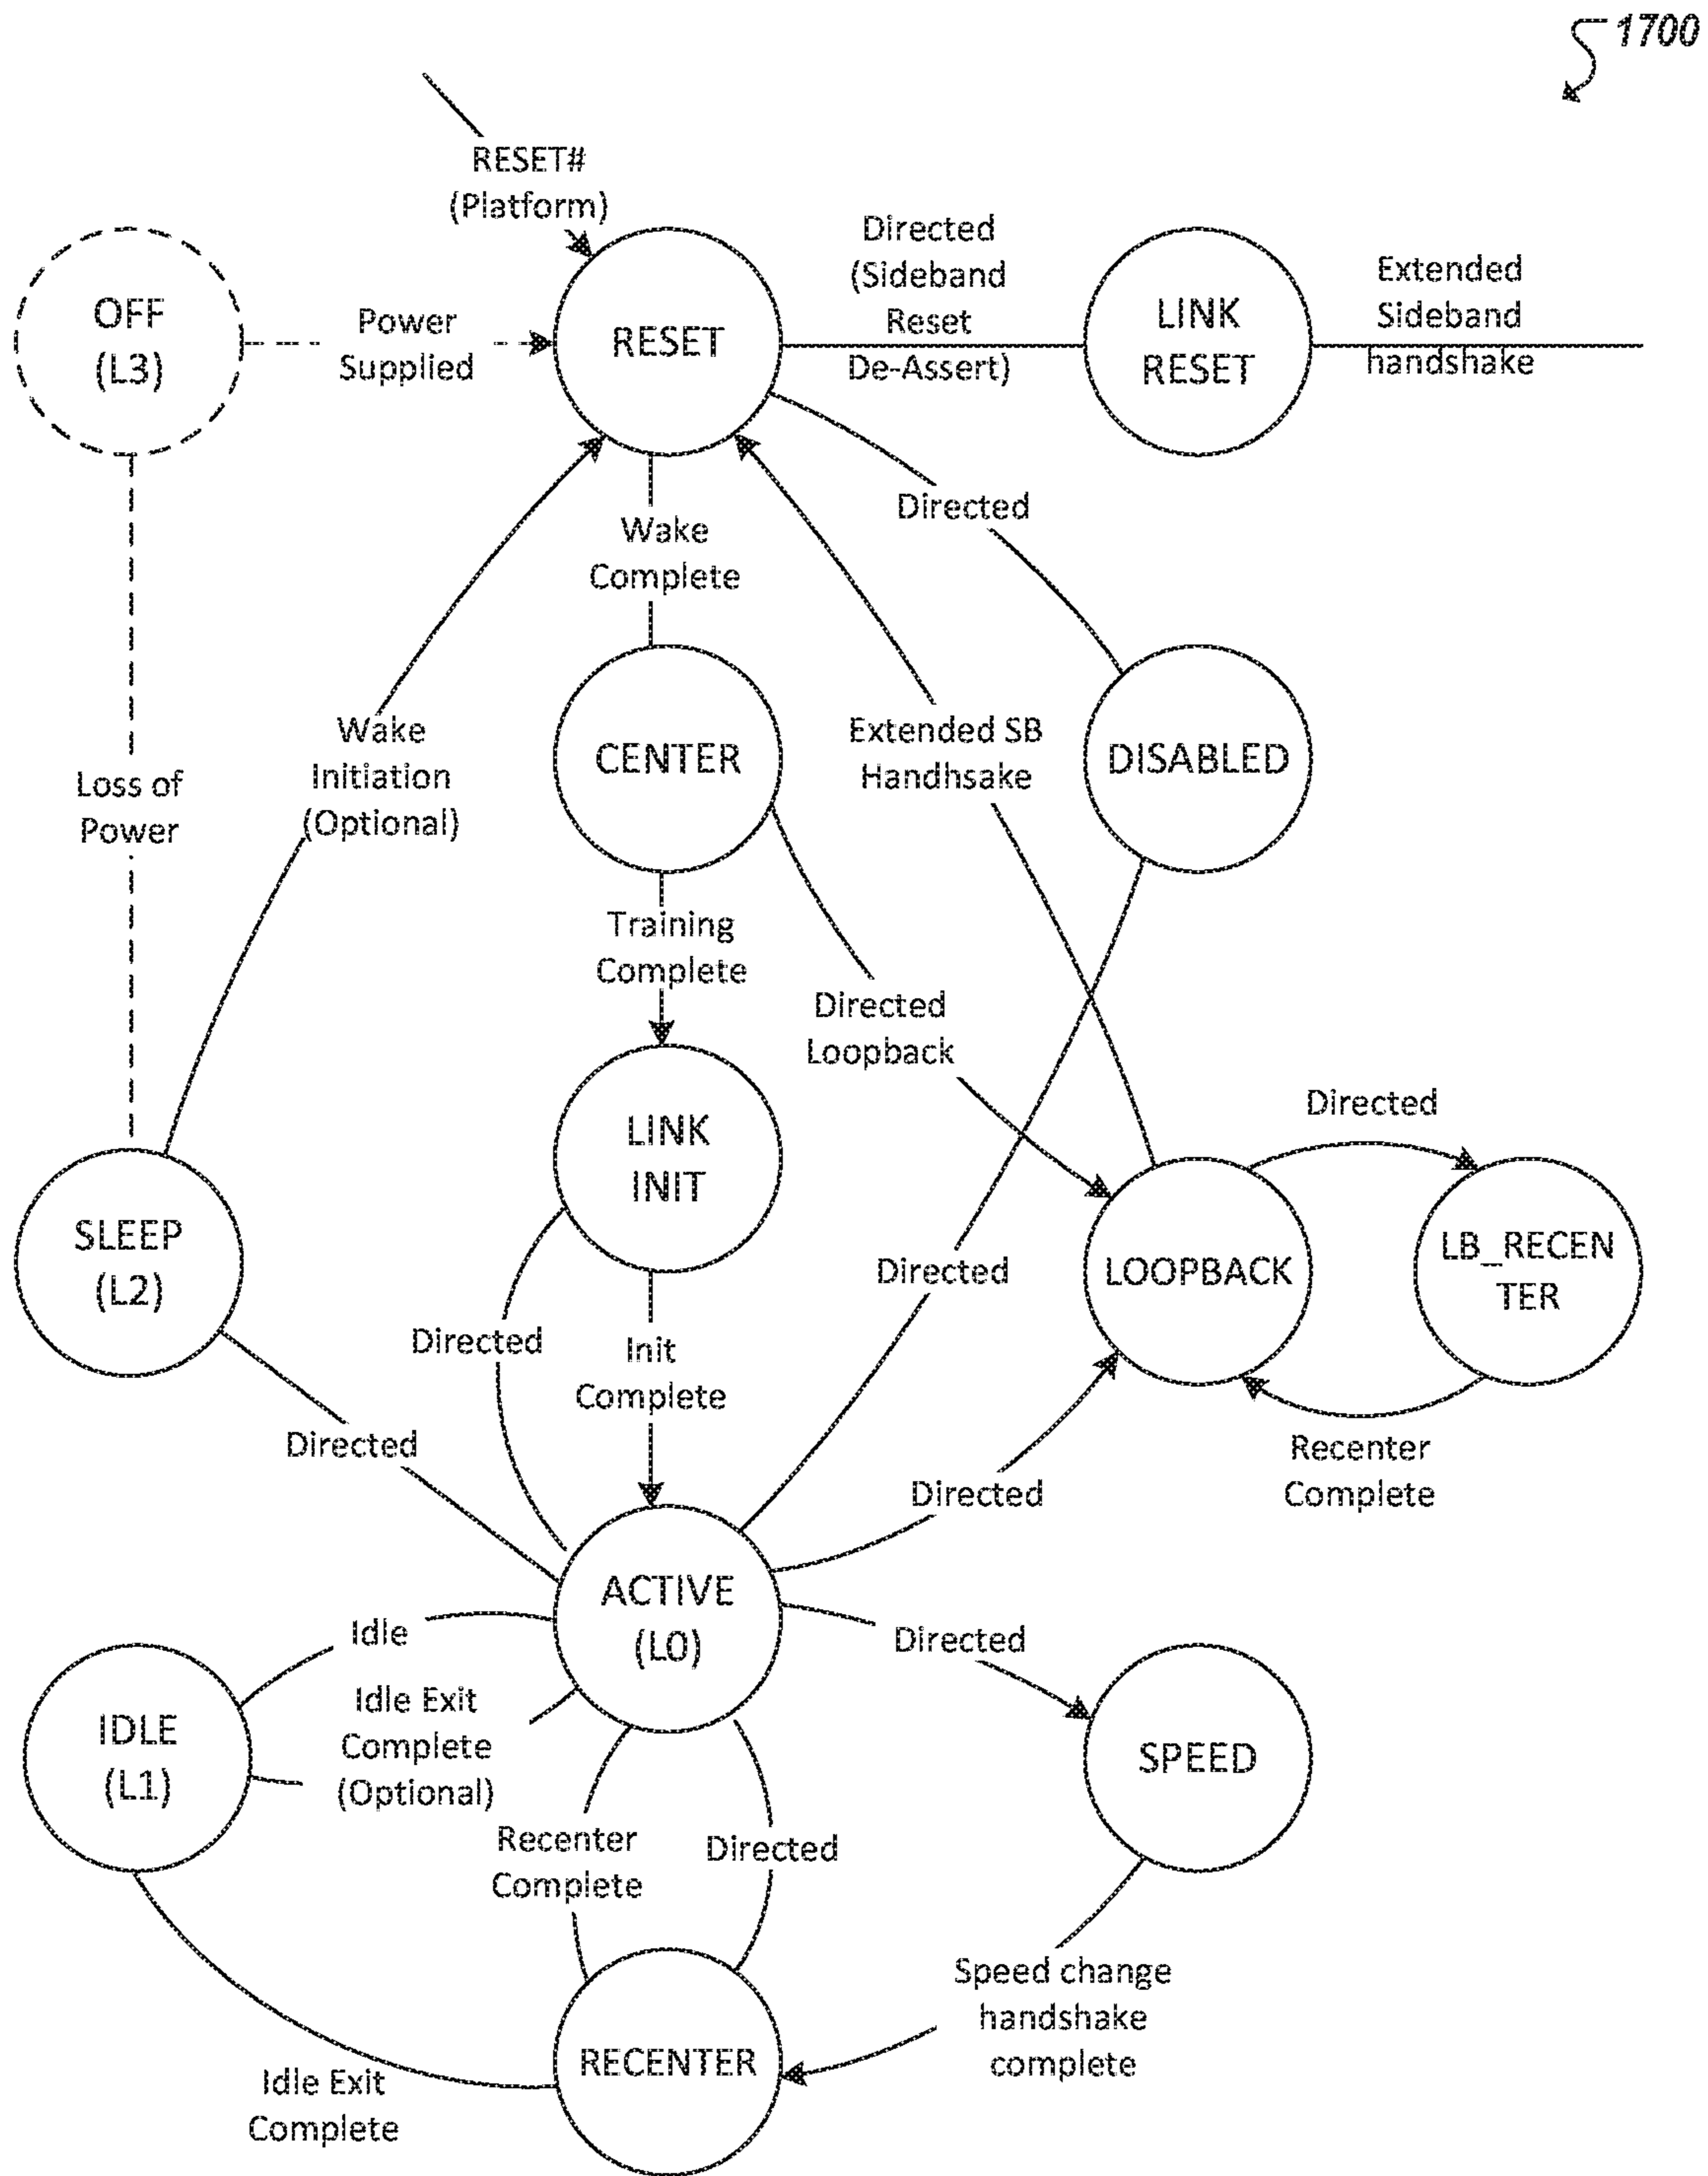 1700
RESET#
(Platform)
OFF
(L3)
Power
Supplied
RESET
Directed
(Sideband
Reset
De-Assert)
LINK
RESET
Extended
Sideband
handshake
Directed
Wake
Complete
Loss of
Power
Wake
Initiation
(Optional)
CENTER
Extended SB
Handhsake
DISABLED
Training
Complete
Directed
Loopback
LINK
INIT
Directed
SLEEP
(L2)
Directed
LOOPBACK
LB_RECEN
TER
Directed
Init
Complete
Directed
Directed
Recenter
Complete
ACTIVE
(L0)
Idle
Directed
IDLE
(L1)
Idle Exit
Complete
(Optional)
SPEED
Recenter
Complete
Directed
Speed change
handshake
complete
RECENTER
Idle Exit
Complete